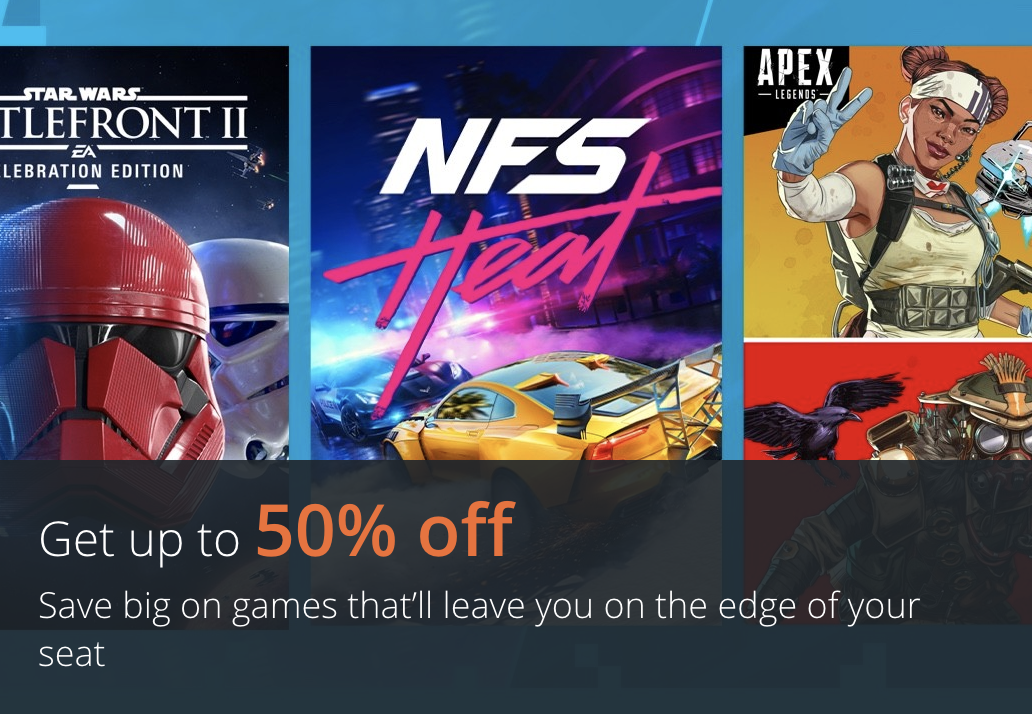 STAR WARS
TLEFRONT II
EA
LEBRATION EDITION
NFS
Heat
APEX
LEGENDS
Get up to 50% off
Save big on games that’ll leave you on the edge of your
seat